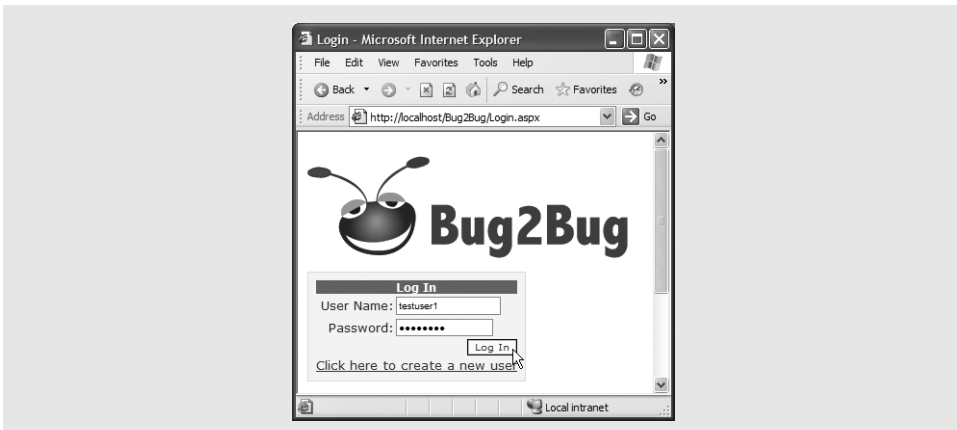 Login - Microsoft Internet Explorer
File Edit View Favorites Tools Help
Back Search Favorites »
Address http://localhost/Bug2Bug/Login.aspx Go
Bug2Bug
Log In
User Name: testuser1
Password: ••••••••
Log In
Click here to create a new user
Local intranet